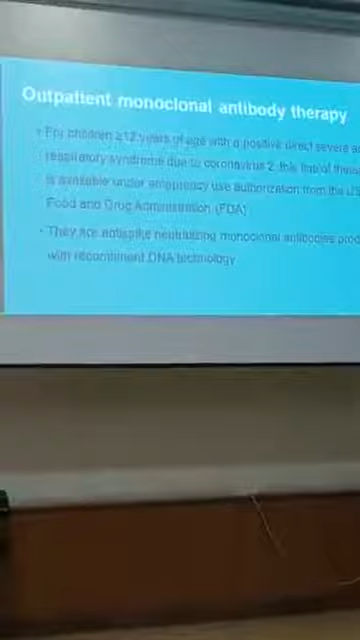 Outpatient monoclonal antibody therapy
• For children ≥12 years of age with a positive direct severe
respiratory syndrome due to coronavirus 2, this line of
is available under emergency use authorization from the US
Food and Drug Administration (FDA)
• They are antispike neutralizing monoclonal antibodies
with recombinant DNA technology